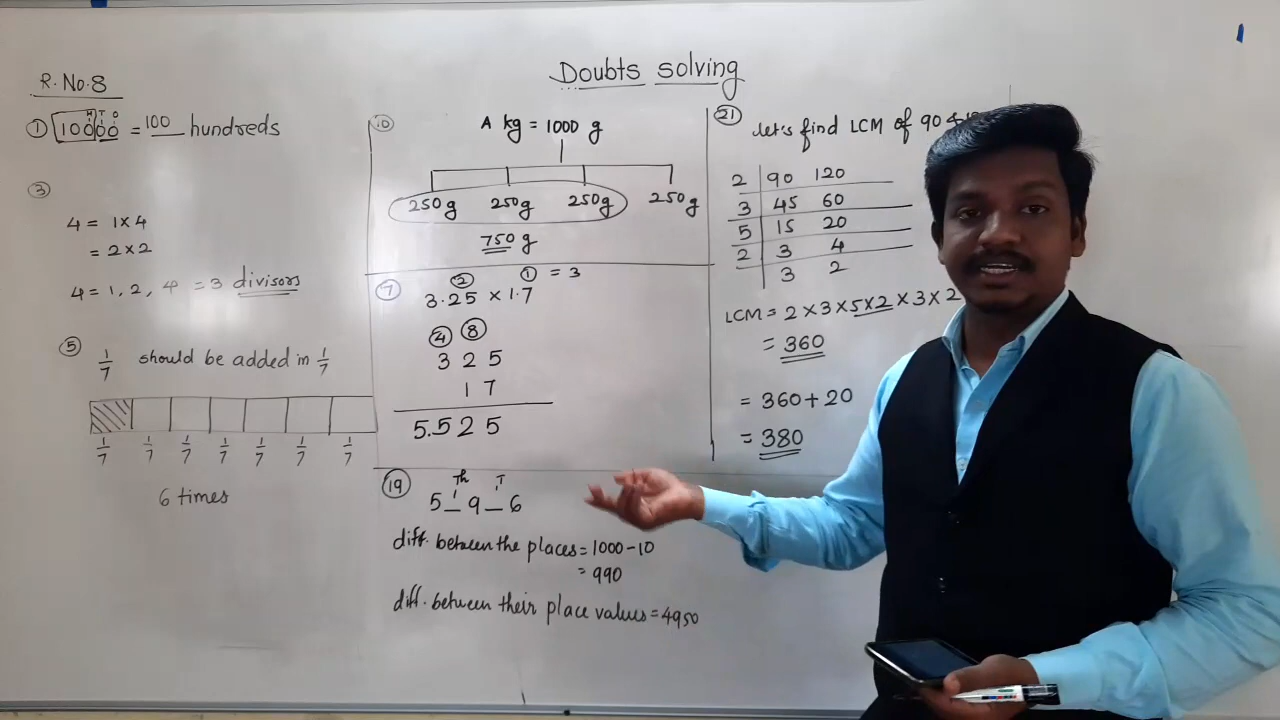 Doubts solving
R. No. 8
① H T O
10000 = 100 hundreds
③
4 = 1 x 4
= 2 x 2
4 = 1, 2, 4 = 3 divisors
⑤ 1/7 should be added in 1/7
1/7 1/7 1/7 1/7 1/7 1/7 1/7
6 times
⑩ A kg = 1000 g
250 g 250 g 250 g 250 g
750 g
⑦ ② ① = 3
3.25 x 1.7
④ ⑧
3 2 5
1 7
5.5 2 5
⑲ Th T
5 _ 9 _ 6
diff. between the places = 1000 - 10
= 990
diff. between their place values = 4950
㉑ let's find LCM of 90 &
2 | 90 120
3 | 45 60
5 | 15 20
2 | 3 4
3 2
LCM = 2 x 3 x 5 x 2 x 3 x 2
= 360
= 360 + 20
= 380